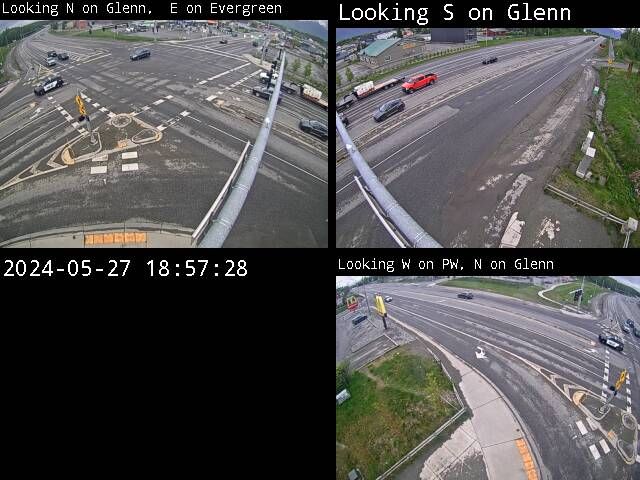 Looking N on Glenn, E on Evergreen
Looking S on Glenn
2024-05-27 18:57:28
Looking W on PW, N on Glenn